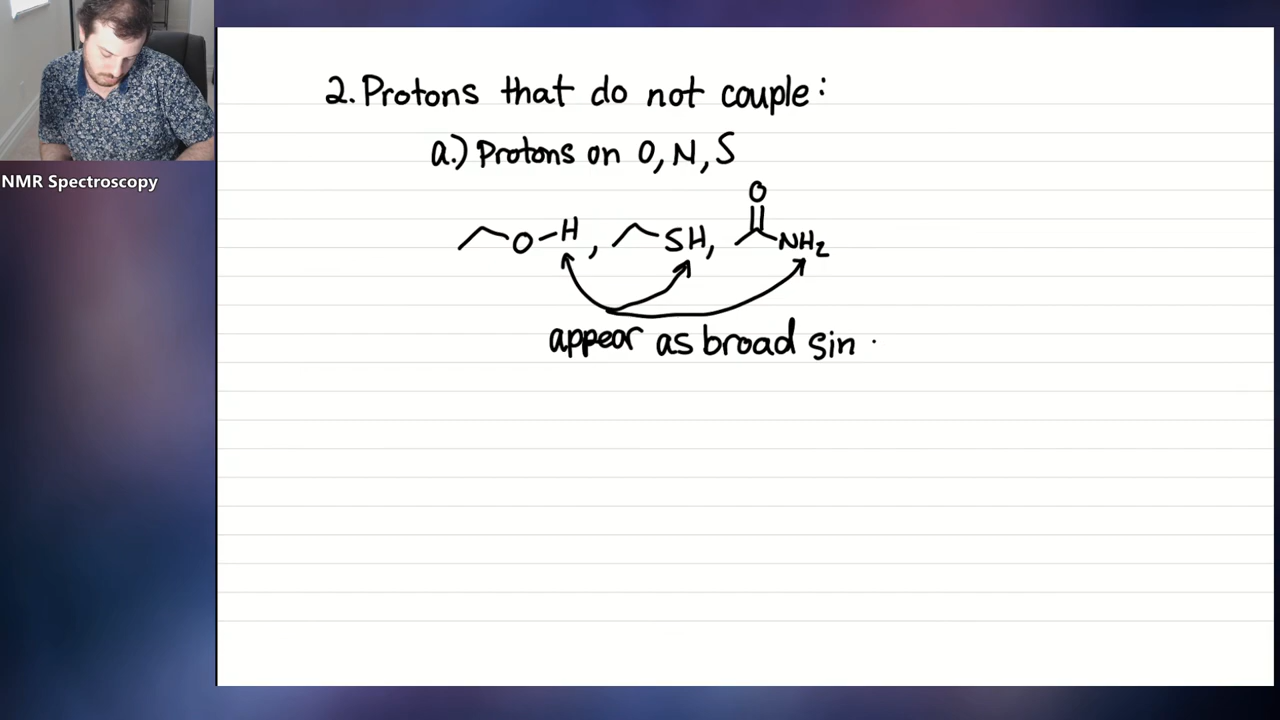 2. Protons that do not couple:
a.) Protons on O, N, S
NMR Spectroscopy
O
O-H, SH, NH₂
appear as broad sin